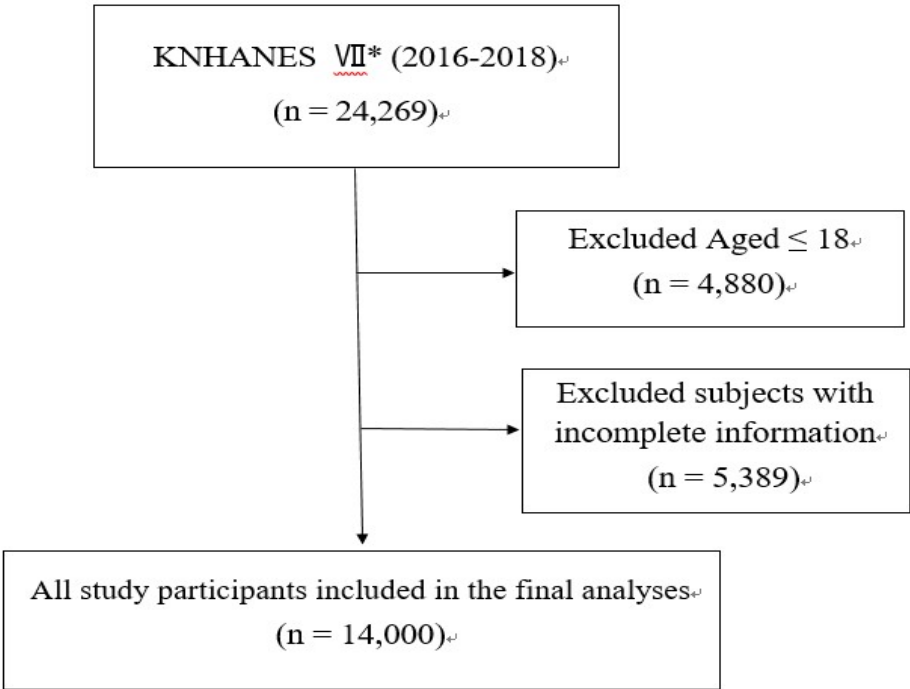 KNHANES Ⅶ* (2016-2018)↵
(n = 24,269)↵
Excluded Aged ≤ 18↵
(n = 4,880)↵
Excluded subjects with
incomplete information↵
(n = 5,389)↵
All study participants included in the final analyses↵
(n = 14,000)↵